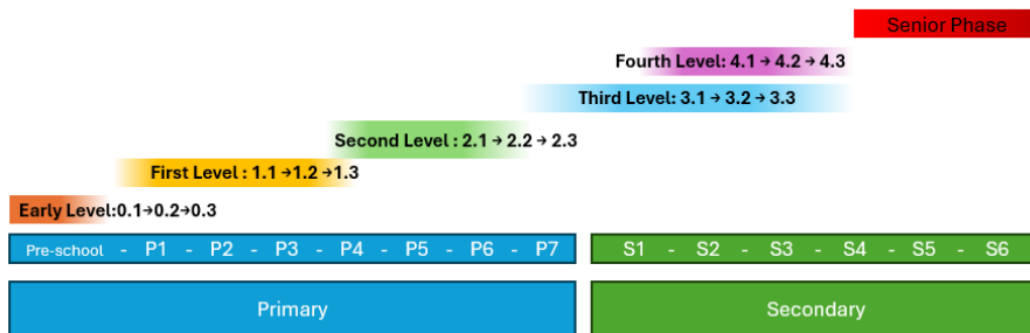 Senior Phase
Fourth Level: 4.1 → 4.2 → 4.3
Third Level: 3.1 → 3.2 → 3.3
Second Level : 2.1 → 2.2 → 2.3
First Level : 1.1 →1.2 →1.3
Early Level:0.1→0.2→0.3
Pre-school - P1 - P2 - P3 - P4 - P5 - P6 - P7 S1 - S2 - S3 - S4 - S5 - S6
Primary Secondary